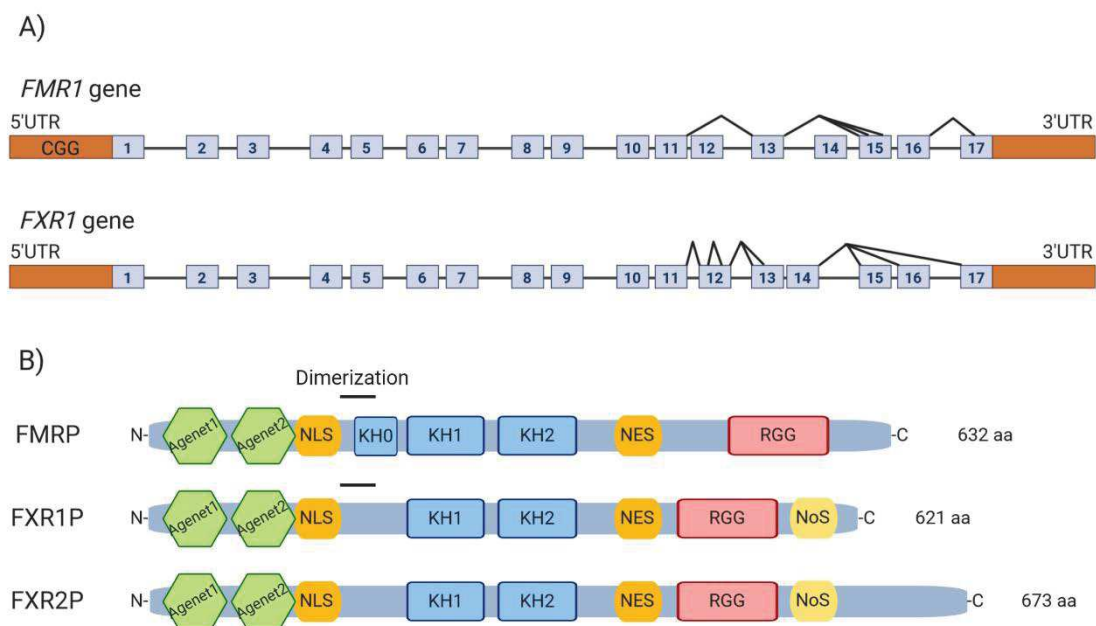 A)
FMR1 gene
5'UTR 3'UTR
CGG 1 2 3 4 5 6 7 8 9 10 11 12 13 14 15 16 17
FXR1 gene
5'UTR 3'UTR
1 2 3 4 5 6 7 8 9 10 11 12 13 14 15 16 17
B)
Dimerization
FMRP N- Agenet1 Agenet2 NLS KH0 KH1 KH2 NES RGG -C 632 aa
FXR1P N- Agenet1 Agenet2 NLS KH1 KH2 NES RGG NoS -C 621 aa
FXR2P N- Agenet1 Agenet2 NLS KH1 KH2 NES RGG NoS -C 673 aa